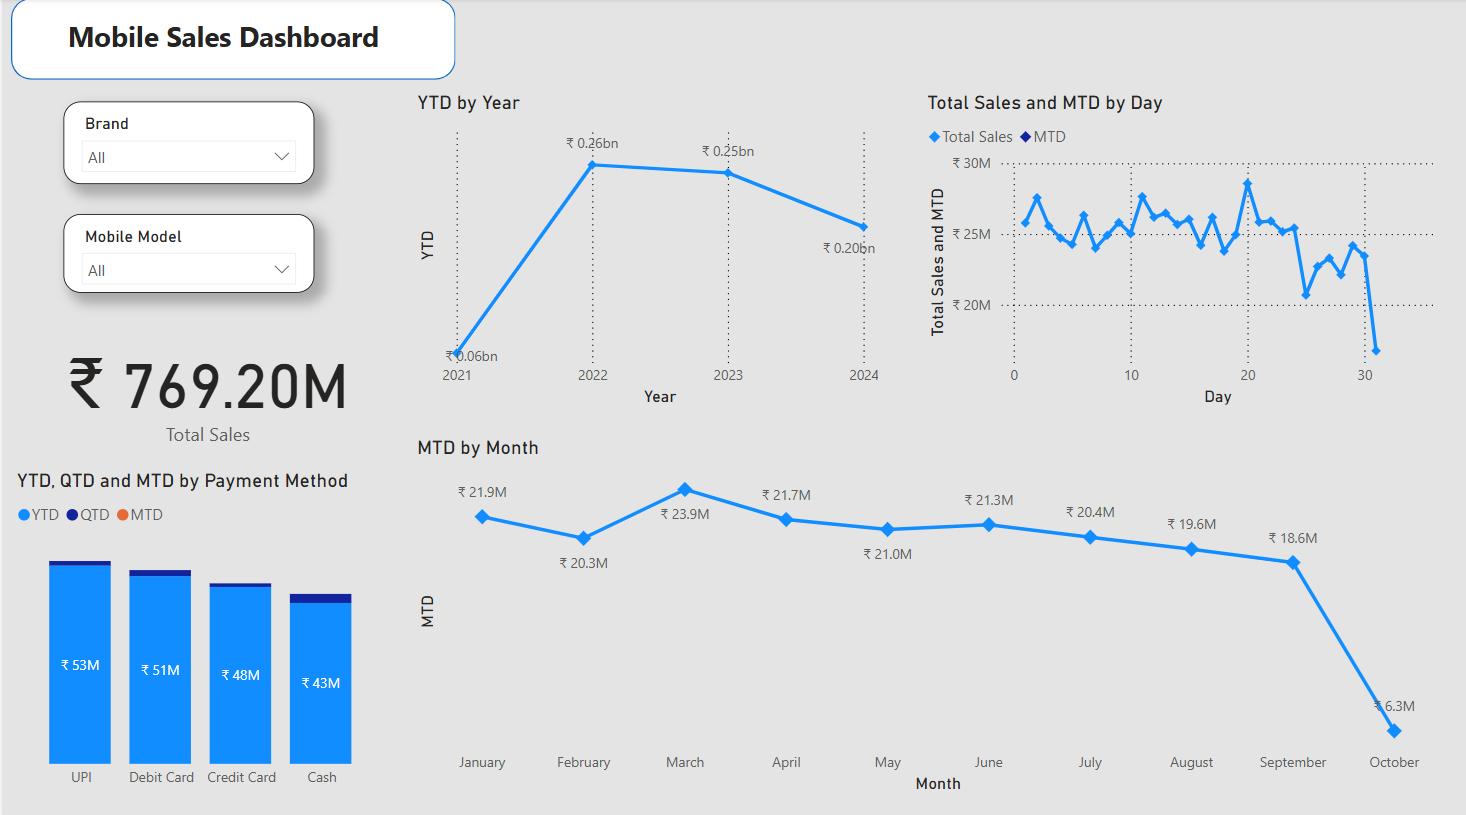 Mobile Sales Dashboard
Brand
All
Mobile Model
All
₹ 769.20M
Total Sales
YTD, QTD and MTD by Payment Method
YTD QTD MTD
₹ 53M
₹ 51M
₹ 48M
₹ 43M
UPI Debit Card Credit Card Cash
YTD by Year
YTD
₹ 0.06bn
₹ 0.26bn
₹ 0.25bn
₹ 0.20bn
2021 2022 2023 2024
Year
Total Sales and MTD by Day
Total Sales MTD
Total Sales and MTD
₹ 30M
₹ 25M
₹ 20M
0 10 20 30
Day
MTD by Month
MTD
₹ 21.9M
₹ 20.3M
₹ 23.9M
₹ 21.7M
₹ 21.0M
₹ 21.3M
₹ 20.4M
₹ 19.6M
₹ 18.6M
₹ 6.3M
January February March April May June July August September October
Month